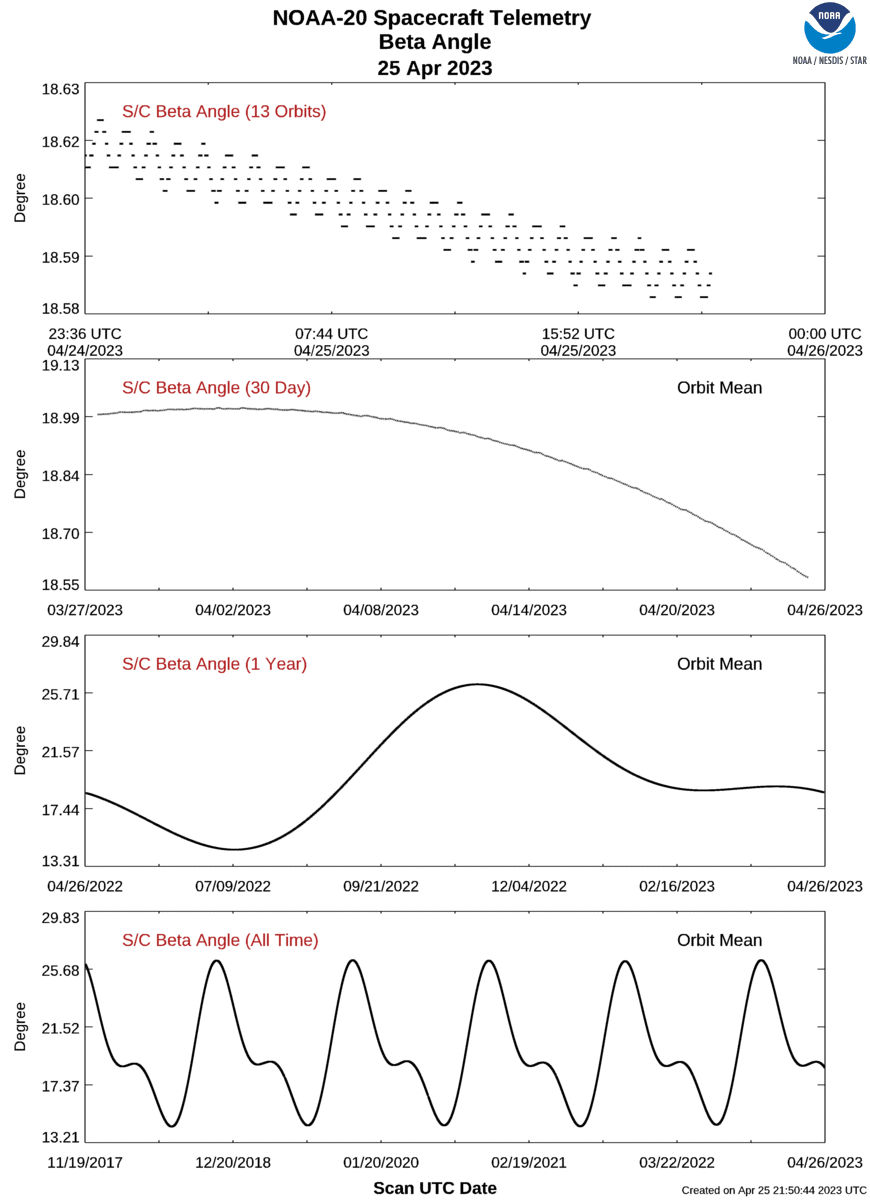 NOAA-20 Spacecraft Telemetry
Beta Angle
25 Apr 2023
NOAA
NOAA / NESDIS / STAR
S/C Beta Angle (13 Orbits)
Degree
18.63
18.62
18.60
18.59
18.58
23:36 UTC 07:44 UTC 15:52 UTC 00:00 UTC
04/24/2023 04/25/2023 04/25/2023 04/26/2023
S/C Beta Angle (30 Day) Orbit Mean
Degree
19.13
18.99
18.84
18.70
18.55
03/27/2023 04/02/2023 04/08/2023 04/14/2023 04/20/2023 04/26/2023
S/C Beta Angle (1 Year) Orbit Mean
Degree
29.84
25.71
21.57
17.44
13.31
04/26/2022 07/09/2022 09/21/2022 12/04/2022 02/16/2023 04/26/2023
S/C Beta Angle (All Time) Orbit Mean
Degree
29.83
25.68
21.52
17.37
13.21
11/19/2017 12/20/2018 01/20/2020 02/19/2021 03/22/2022 04/26/2023
Scan UTC Date
Created on Apr 25 21:50:44 2023 UTC